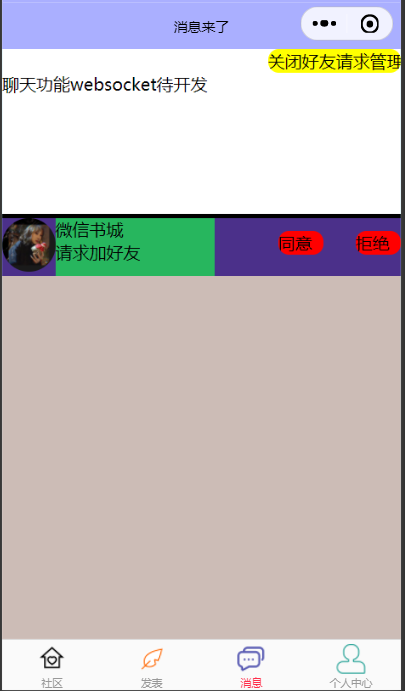 消息来了
关闭好友请求管理
聊天功能websocket待开发
微信书城
请求加好友
同意
拒绝
社区
发表
消息
个人中心